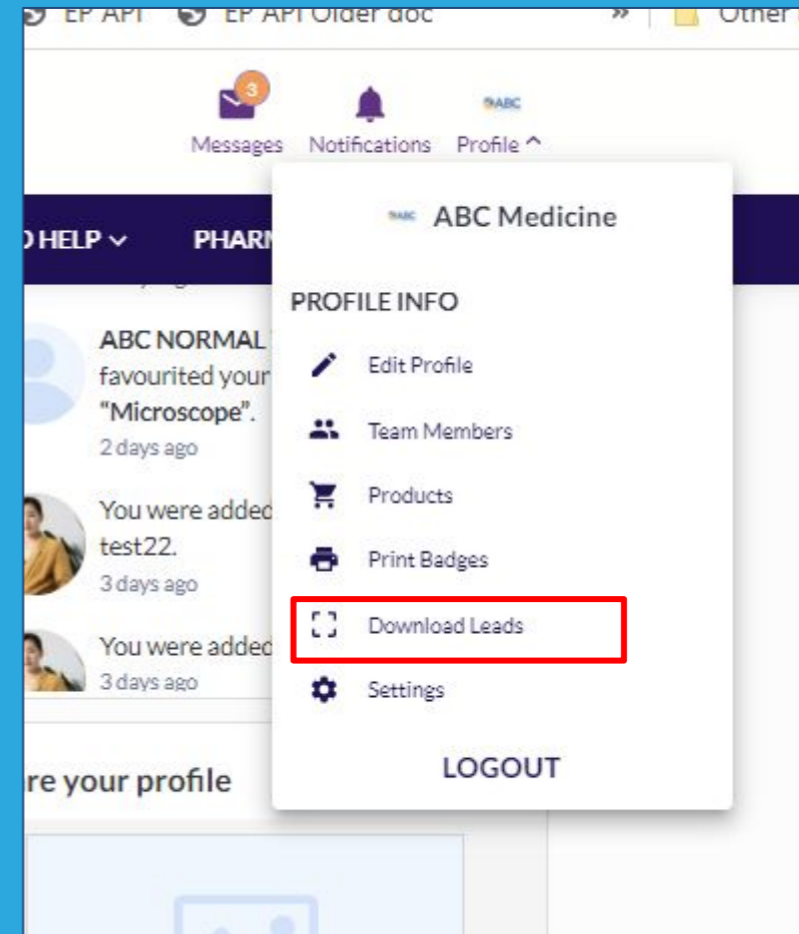 EP API EP API Older doc » Other
3
ABC
Messages Notifications Profile
ABC ABC Medicine
HELP PHARM
PROFILE INFO
ABC NORMAL
favourited your
"Microscope".
2 days ago
Edit Profile
Team Members
You were added
test22.
3 days ago
Products
Print Badges
You were added
3 days ago
Download Leads
Settings
re your profile
LOGOUT